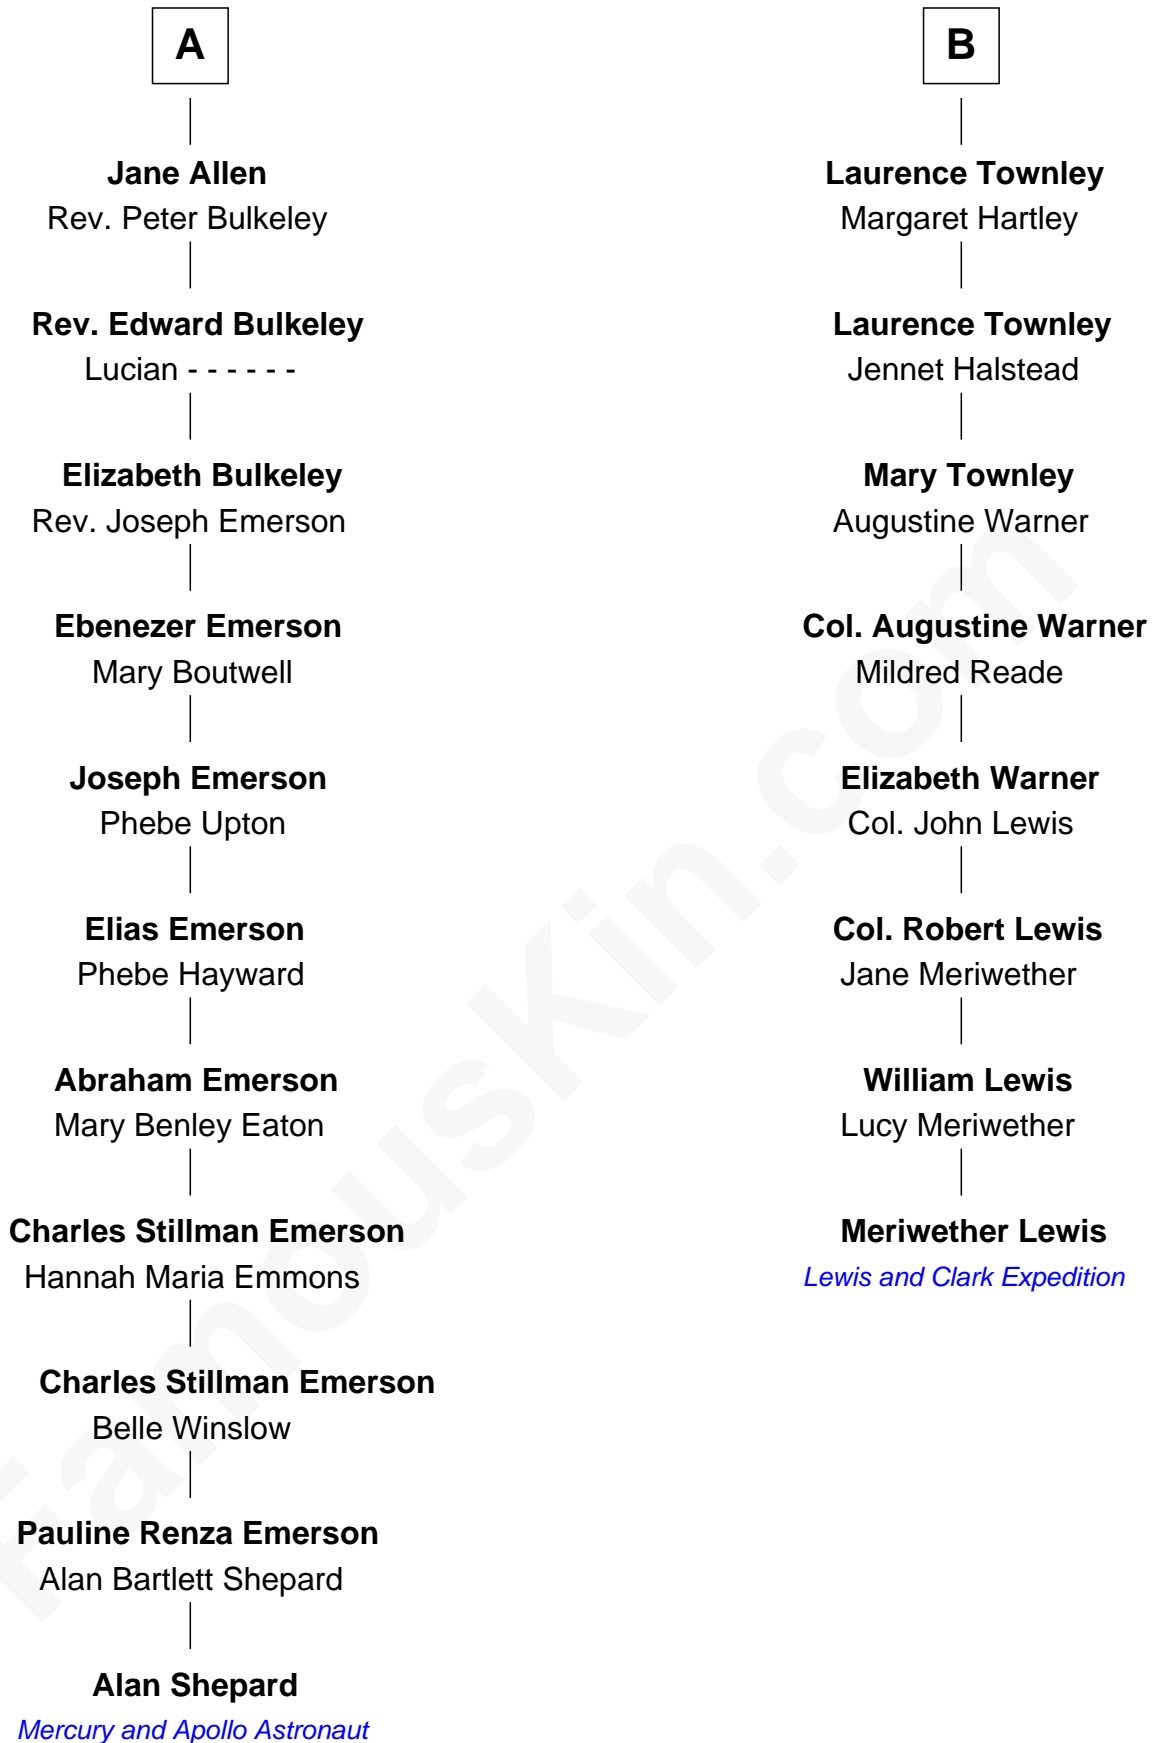 A
Jane Allen
Rev. Peter Bulkeley
Rev. Edward Bulkeley
Lucian - - - - - -
Elizabeth Bulkeley
Rev. Joseph Emerson
Ebenezer Emerson
Mary Boutwell
Joseph Emerson
Phebe Upton
Elias Emerson
Phebe Hayward
Abraham Emerson
Mary Benley Eaton
Charles Stillman Emerson
Hannah Maria Emmons
Charles Stillman Emerson
Belle Winslow
Pauline Renza Emerson
Alan Bartlett Shepard
Alan Shepard
Mercury and Apollo Astronaut
B
Laurence Townley
Margaret Hartley
Laurence Townley
Jennet Halstead
Mary Townley
Augustine Warner
Col. Augustine Warner
Mildred Reade
Elizabeth Warner
Col. John Lewis
Col. Robert Lewis
Jane Meriwether
William Lewis
Lucy Meriwether
Meriwether Lewis
Lewis and Clark Expedition
FamousKin.com